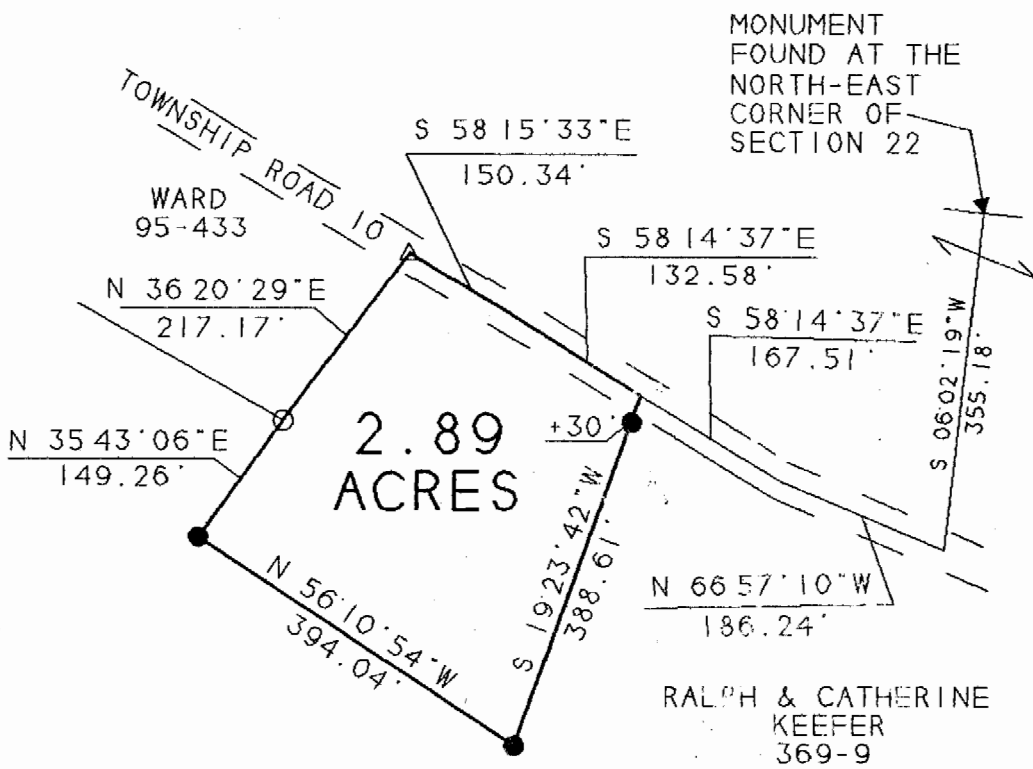 MONUMENT
FOUND AT THE
NORTH-EAST
CORNER OF
SECTION 22
TOWNSHIP ROAD 10
WARD
95-433
S 58 15'33"E
150.34'
S 58 14'37"E
132.58'
S 58 14'37"E
167.51'
S 06 02'19"W
355.18'
N 36 20'29"E
217.17'
N 35 43'06"E
149.26'
2.89
ACRES
+30'
S 19 23'42"W
388.61'
N 56 10'54"W
394.04'
N 66 57'10"W
186.24'
RALPH & CATHERINE
KEEFER
369-9